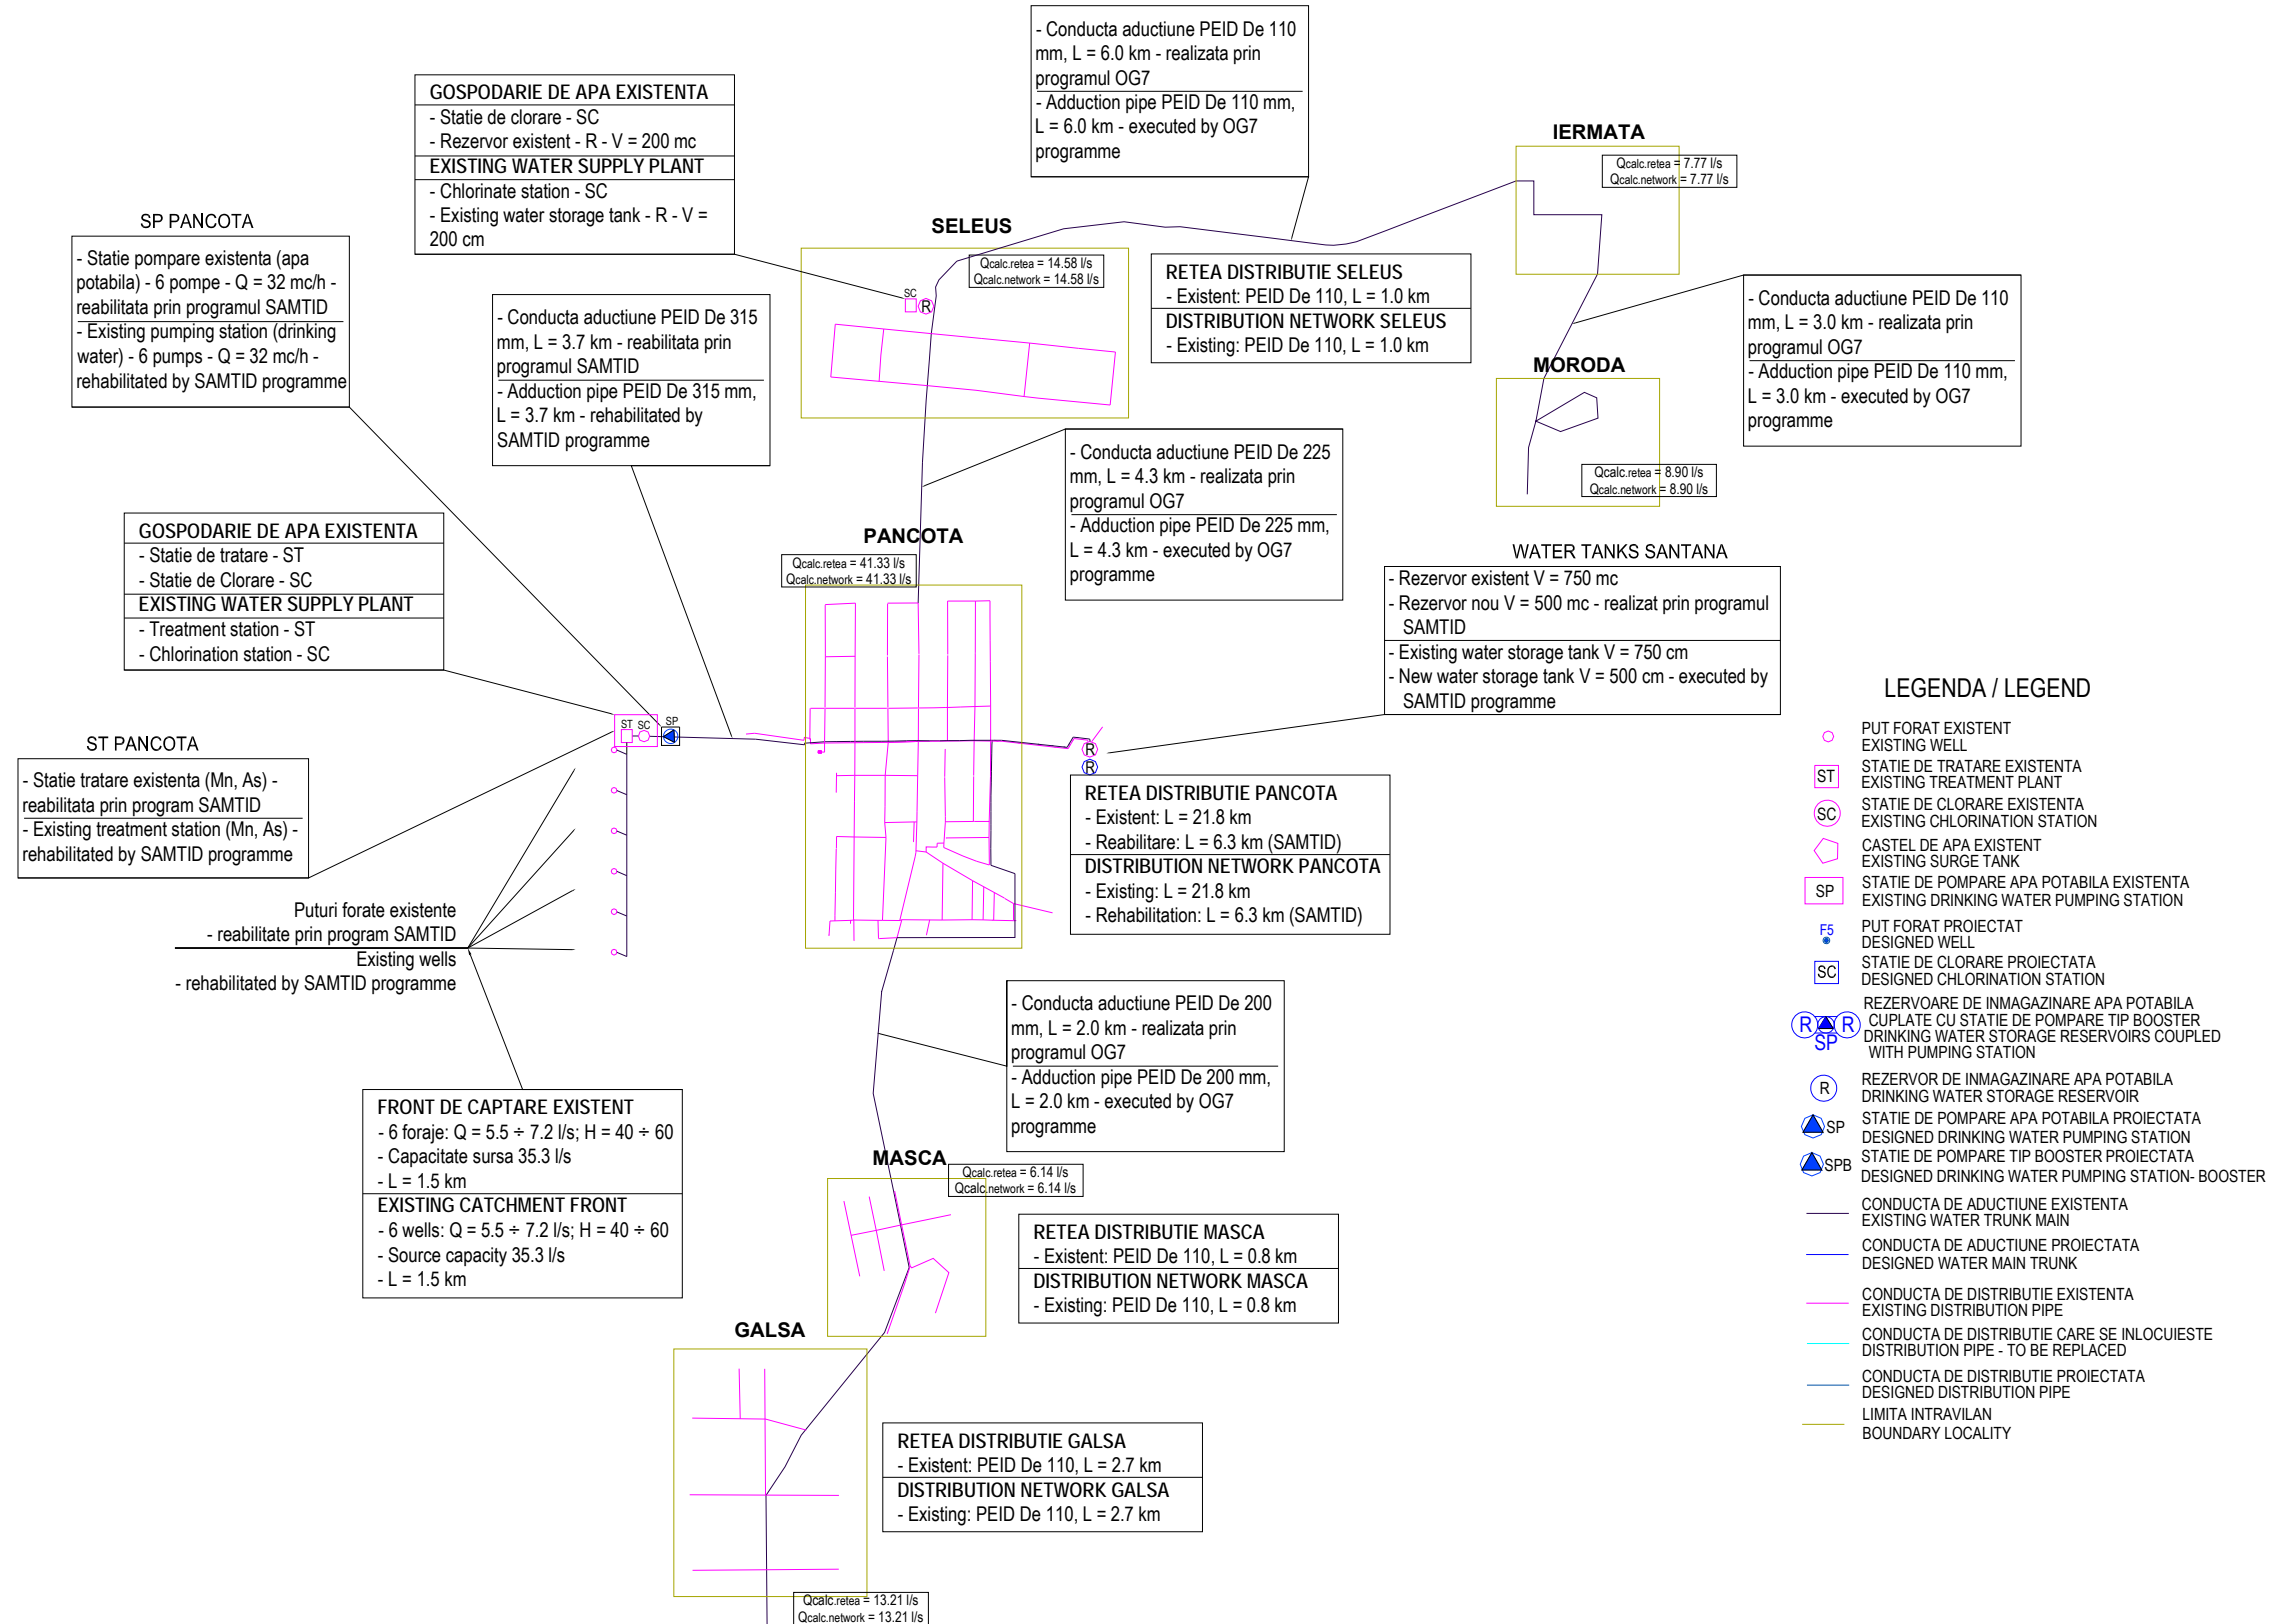 - Conducta aductiune PEID De 110
mm, L = 6.0 km - realizata prin
programul OG7
- Adduction pipe PEID De 110 mm,
L = 6.0 km - executed by OG7
programme
GOSPODARIE DE APA EXISTENTA
- Statie de clorare - SC
- Rezervor existent - R - V = 200 mc
EXISTING WATER SUPPLY PLANT
- Chlorinate station - SC
- Existing water storage tank - R - V =
200 cm
IERMATA
Qcalc.retea = 7.77 l/s
Qcalc.network = 7.77 l/s
SP PANCOTA
- Statie pompare existenta (apa
potabila) - 6 pompe - Q = 32 mc/h -
reabilitata prin programul SAMTID
- Existing pumping station (drinking
water) - 6 pumps - Q = 32 mc/h -
rehabilitated by SAMTID programme
SELEUS
Qcalc.retea = 14.58 l/s
Qcalc.network = 14.58 l/s
SC
R
RETEA DISTRIBUTIE SELEUS
- Existent: PEID De 110, L = 1.0 km
DISTRIBUTION NETWORK SELEUS
- Existing: PEID De 110, L = 1.0 km
- Conducta aductiune PEID De 315
mm, L = 3.7 km - reabilitata prin
programul SAMTID
- Adduction pipe PEID De 315 mm,
L = 3.7 km - rehabilitated by
SAMTID programme
- Conducta aductiune PEID De 110
mm, L = 3.0 km - realizata prin
programul OG7
- Adduction pipe PEID De 110 mm,
L = 3.0 km - executed by OG7
programme
MORODA
Qcalc.retea = 8.90 l/s
Qcalc.network = 8.90 l/s
- Conducta aductiune PEID De 225
mm, L = 4.3 km - realizata prin
programul OG7
- Adduction pipe PEID De 225 mm,
L = 4.3 km - executed by OG7
programme
GOSPODARIE DE APA EXISTENTA
- Statie de tratare - ST
- Statie de Clorare - SC
EXISTING WATER SUPPLY PLANT
- Treatment station - ST
- Chlorination station - SC
PANCOTA
Qcalc.retea = 41.33 l/s
Qcalc.network = 41.33 l/s
WATER TANKS SANTANA
- Rezervor existent V = 750 mc
- Rezervor nou V = 500 mc - realizat prin programul
SAMTID
- Existing water storage tank V = 750 cm
- New water storage tank V = 500 cm - executed by
SAMTID programme
ST SC SP
R
R
ST PANCOTA
- Statie tratare existenta (Mn, As) -
reabilitata prin program SAMTID
- Existing treatment station (Mn, As) -
rehabilitated by SAMTID programme
RETEA DISTRIBUTIE PANCOTA
- Existent: L = 21.8 km
- Reabilitare: L = 6.3 km (SAMTID)
DISTRIBUTION NETWORK PANCOTA
- Existing: L = 21.8 km
- Rehabilitation: L = 6.3 km (SAMTID)
Puturi forate existente
- reabilitate prin program SAMTID
Existing wells
- rehabilitated by SAMTID programme
- Conducta aductiune PEID De 200
mm, L = 2.0 km - realizata prin
programul OG7
- Adduction pipe PEID De 200 mm,
L = 2.0 km - executed by OG7
programme
FRONT DE CAPTARE EXISTENT
- 6 foraje: Q = 5.5 ÷ 7.2 l/s; H = 40 ÷ 60
- Capacitate sursa 35.3 l/s
- L = 1.5 km
EXISTING CATCHMENT FRONT
- 6 wells: Q = 5.5 ÷ 7.2 l/s; H = 40 ÷ 60
- Source capacity 35.3 l/s
- L = 1.5 km
MASCA
Qcalc.retea = 6.14 l/s
Qcalc.network = 6.14 l/s
RETEA DISTRIBUTIE MASCA
- Existent: PEID De 110, L = 0.8 km
DISTRIBUTION NETWORK MASCA
- Existing: PEID De 110, L = 0.8 km
GALSA
RETEA DISTRIBUTIE GALSA
- Existent: PEID De 110, L = 2.7 km
DISTRIBUTION NETWORK GALSA
- Existing: PEID De 110, L = 2.7 km
Qcalc.retea = 13.21 l/s
Qcalc.network = 13.21 l/s
LEGENDA / LEGEND
PUT FORAT EXISTENT
EXISTING WELL
ST
STATIE DE TRATARE EXISTENTA
EXISTING TREATMENT PLANT
SC
STATIE DE CLORARE EXISTENTA
EXISTING CHLORINATION STATION
CASTEL DE APA EXISTENT
EXISTING SURGE TANK
SP
STATIE DE POMPARE APA POTABILA EXISTENTA
EXISTING DRINKING WATER PUMPING STATION
F5
PUT FORAT PROIECTAT
DESIGNED WELL
SC
STATIE DE CLORARE PROIECTATA
DESIGNED CHLORINATION STATION
R R
SP
REZERVOARE DE INMAGAZINARE APA POTABILA
CUPLATE CU STATIE DE POMPARE TIP BOOSTER
DRINKING WATER STORAGE RESERVOIRS COUPLED
WITH PUMPING STATION
R
REZERVOR DE INMAGAZINARE APA POTABILA
DRINKING WATER STORAGE RESERVOIR
SP
STATIE DE POMPARE APA POTABILA PROIECTATA
DESIGNED DRINKING WATER PUMPING STATION
SPB
STATIE DE POMPARE TIP BOOSTER PROIECTATA
DESIGNED DRINKING WATER PUMPING STATION- BOOSTER
CONDUCTA DE ADUCTIUNE EXISTENTA
EXISTING WATER TRUNK MAIN
CONDUCTA DE ADUCTIUNE PROIECTATA
DESIGNED WATER MAIN TRUNK
CONDUCTA DE DISTRIBUTIE EXISTENTA
EXISTING DISTRIBUTION PIPE
CONDUCTA DE DISTRIBUTIE CARE SE INLOCUIESTE
DISTRIBUTION PIPE - TO BE REPLACED
CONDUCTA DE DISTRIBUTIE PROIECTATA
DESIGNED DISTRIBUTION PIPE
LIMITA INTRAVILAN
BOUNDARY LOCALITY